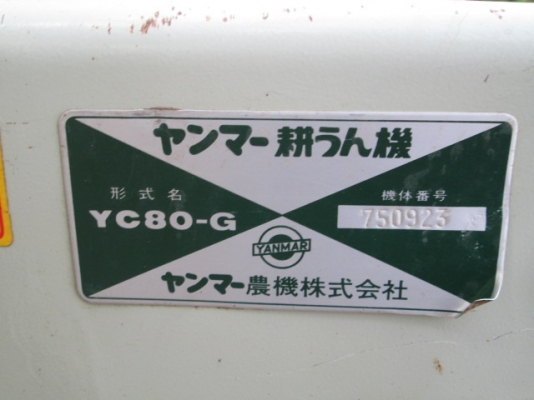 ヤンマー耕うん機
形式名
機体番号
YC80-G
750923
YANMAR
ヤンマー農機株式会社